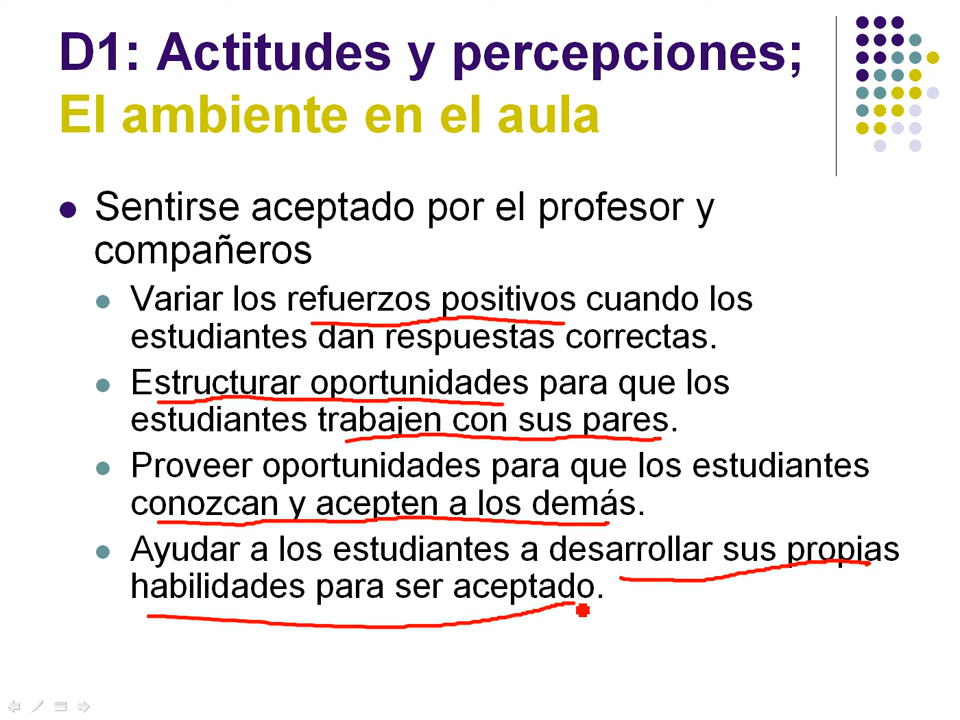 D1: Actitudes y percepciones;
El ambiente en el aula
Sentirse aceptado por el profesor y
compañeros
Variar los refuerzos positivos cuando los
estudiantes dan respuestas correctas.
Estructurar oportunidades para que los
estudiantes trabajen con sus pares.
Proveer oportunidades para que los estudiantes
conozcan y acepten a los demás.
Ayudar a los estudiantes a desarrollar sus propias
habilidades para ser aceptado.